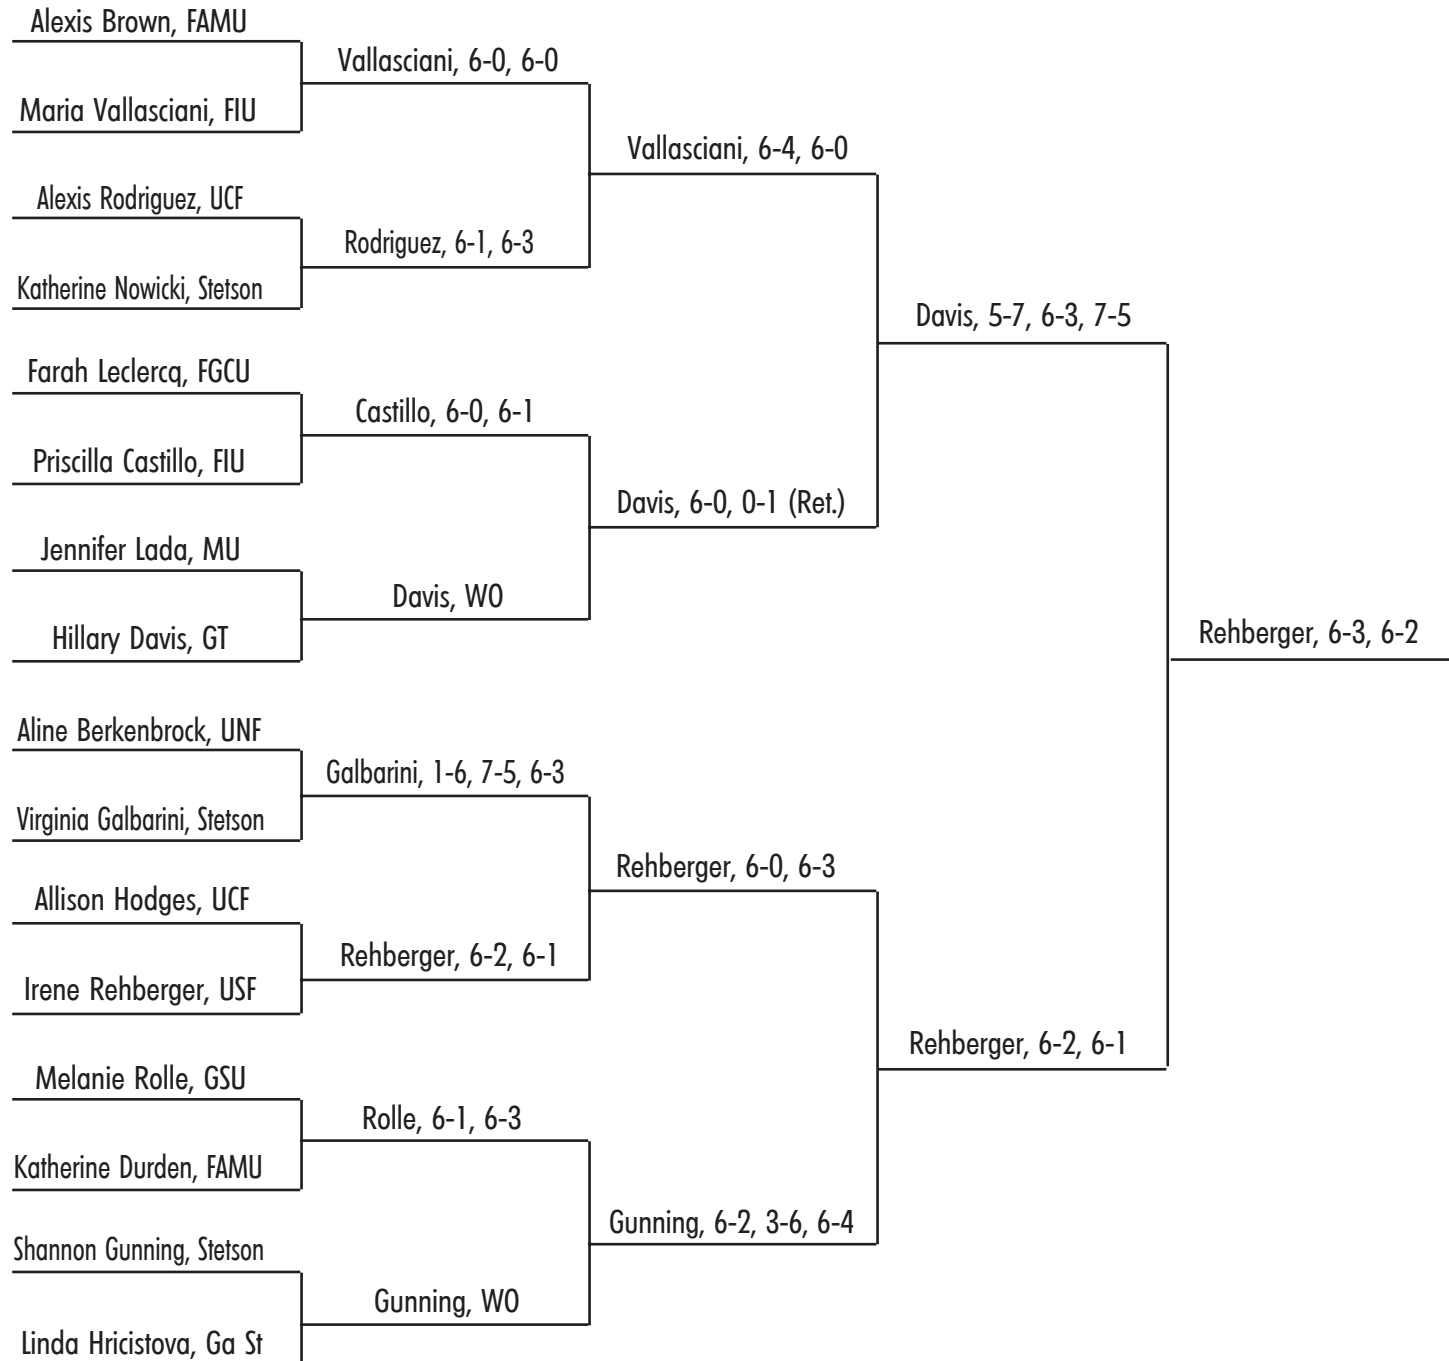 Alexis Brown, FAMU
Vallasciani, 6-0, 6-0
Maria Vallasciani, FIU
Vallasciani, 6-4, 6-0
Alexis Rodriguez, UCF
Rodriguez, 6-1, 6-3
Katherine Nowicki, Stetson
Davis, 5-7, 6-3, 7-5
Farah Leclercq, FGCU
Castillo, 6-0, 6-1
Priscilla Castillo, FIU
Davis, 6-0, 0-1 (Ret.)
Jennifer Lada, MU
Davis, WO
Hillary Davis, GT
Rehberger, 6-3, 6-2
Aline Berkenbrock, UNF
Galbarini, 1-6, 7-5, 6-3
Virginia Galbarini, Stetson
Rehberger, 6-0, 6-3
Allison Hodges, UCF
Rehberger, 6-2, 6-1
Irene Rehberger, USF
Rehberger, 6-2, 6-1
Melanie Rolle, GSU
Rolle, 6-1, 6-3
Katherine Durden, FAMU
Gunning, 6-2, 3-6, 6-4
Shannon Gunning, Stetson
Gunning, WO
Linda Hricistova, Ga St